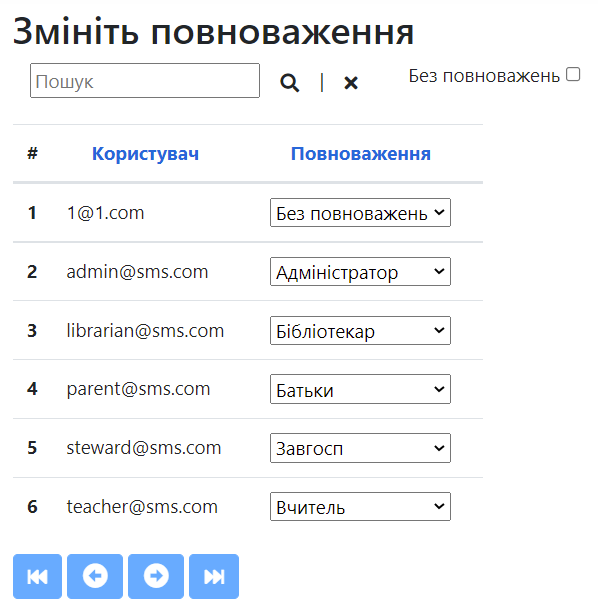 Змініть повноваження
Пошук | Без повноважень
# Користувач Повноваження
1 1@1.com Без повноважень
2 admin@sms.com Адміністратор
3 librarian@sms.com Бібліотекар
4 parent@sms.com Батьки
5 steward@sms.com Завгосп
6 teacher@sms.com Вчитель